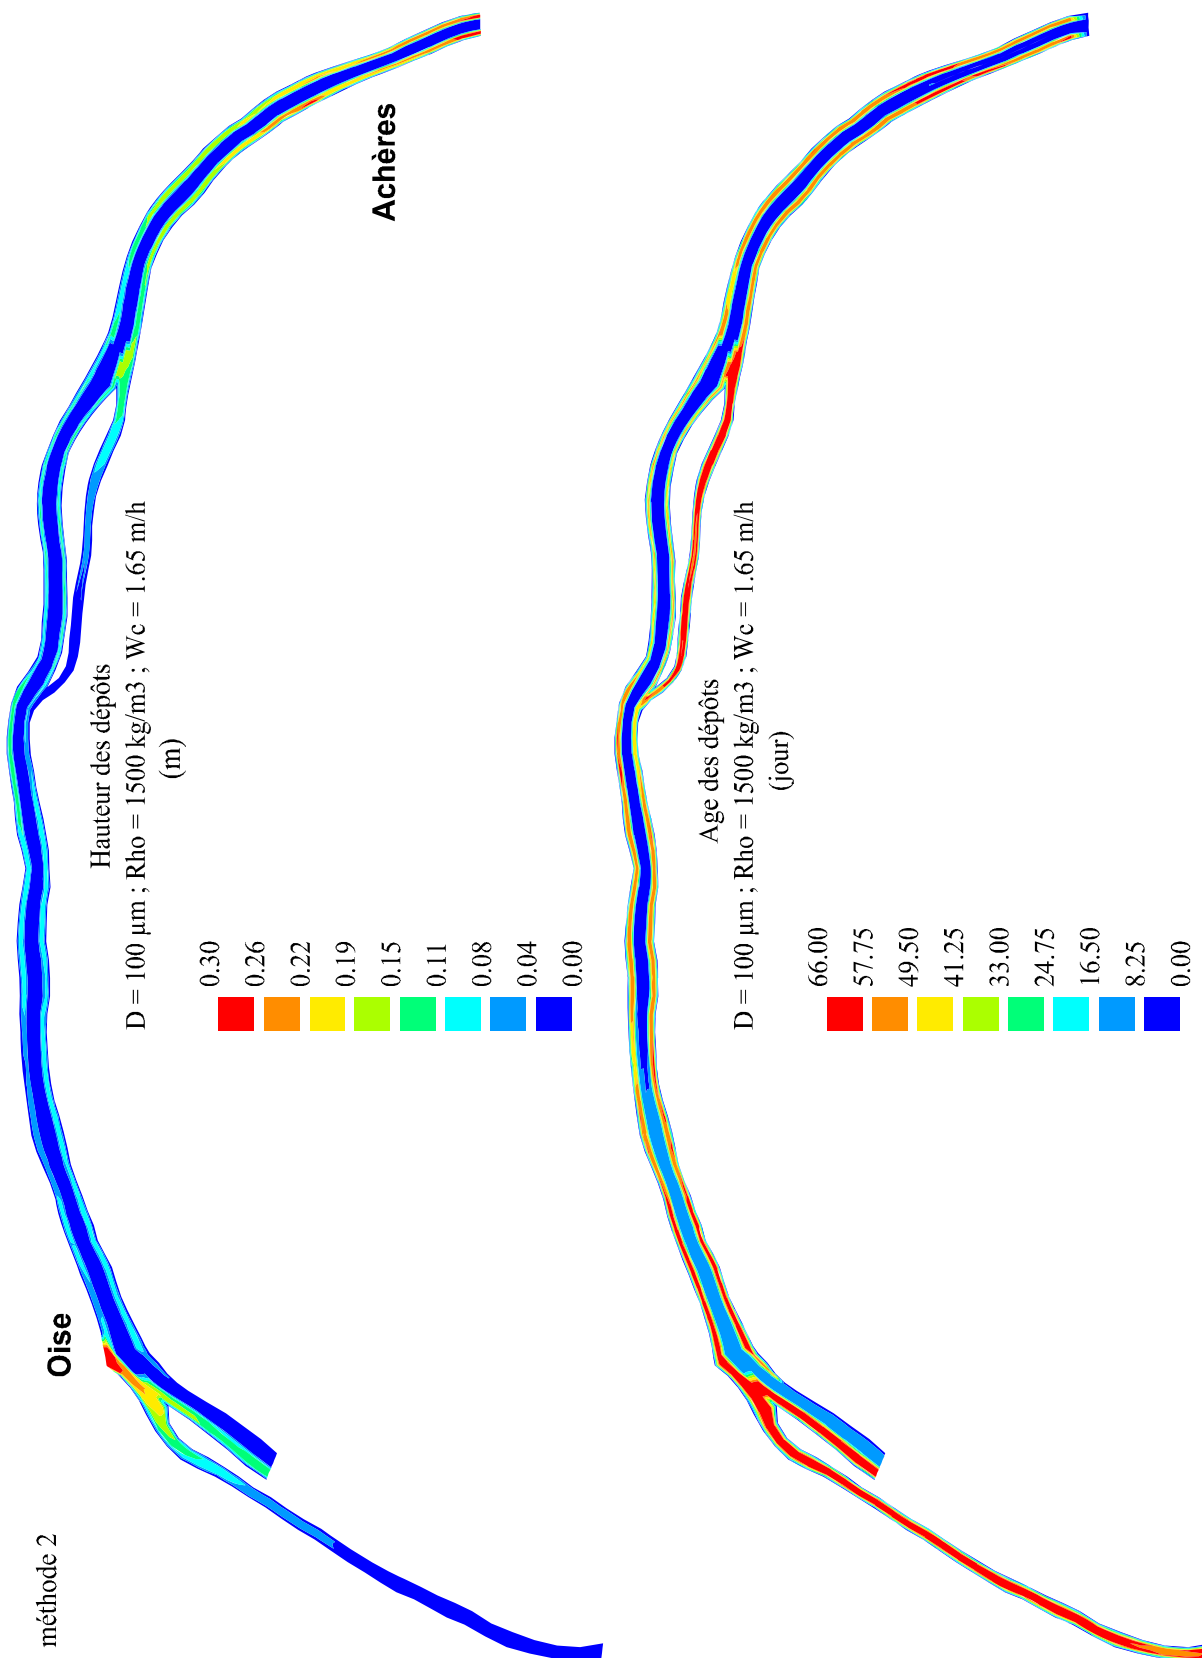 méthode 2
Oise
Achères
Hauteur des dépôts
D = 100 µm ; Rho = 1500 kg/m3 ; Wc = 1.65 m/h
(m)
0.30
0.26
0.22
0.19
0.15
0.11
0.08
0.04
0.00
Age des dépôts
D = 100 µm ; Rho = 1500 kg/m3 ; Wc = 1.65 m/h
(jour)
66.00
57.75
49.50
41.25
33.00
24.75
16.50
8.25
0.00